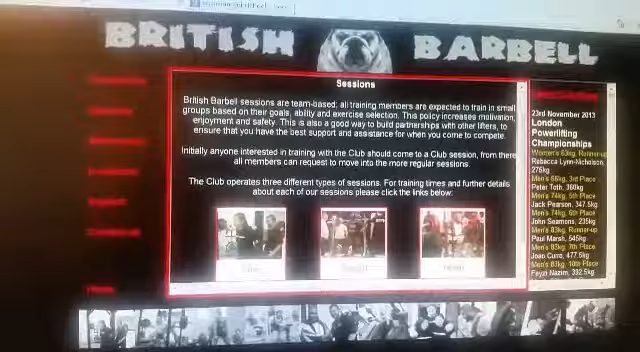 BRITISH BARBELL
Sessions
British Barbell sessions are team-based; all training members are expected to train in small
groups based on their goals, ability and exercise selection. This policy increases motivation,
enjoyment and safety. This is also a good way to build partnerships with other lifters, to
ensure that you have the best support and assistance for when you come to compete.
Initially anyone interested in training with the Club should come to a Club session, from there
all members can request to move into the more regular sessions.
The Club operates three different types of sessions. For training times and further details
about each of our sessions please click the links below:
23rd November 2013
London
Powerlifting
Championships
Women's 63kg, Runner-up
Rebecca Lynn-Nicholson,
275kg
Men's 66kg, 3rd Place
Peter Toth, 360kg
Men's 74kg, 5th Place
Jack Pearson, 347.5kg
Men's 74kg, 6th Place
John Seamons, 235kg
Men's 83kg, Runner-up
Paul Marsh, 545kg
Men's 83kg, 7th Place
Joao Curro, 477.5kg
Men's 83kg, 10th Place
Feyzi Nazim, 392.5kg